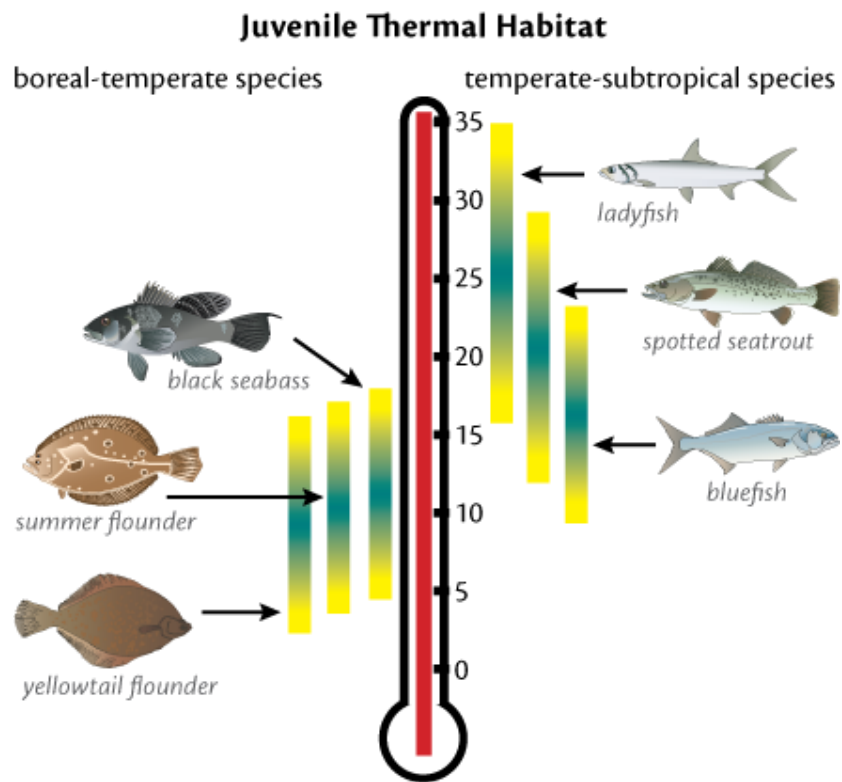 Juvenile Thermal Habitat
boreal-temperate species
temperate-subtropical species
35
30
25
20
15
10
5
0
black seabass
summer flounder
yellowtail flounder
ladyfish
spotted seatrout
bluefish